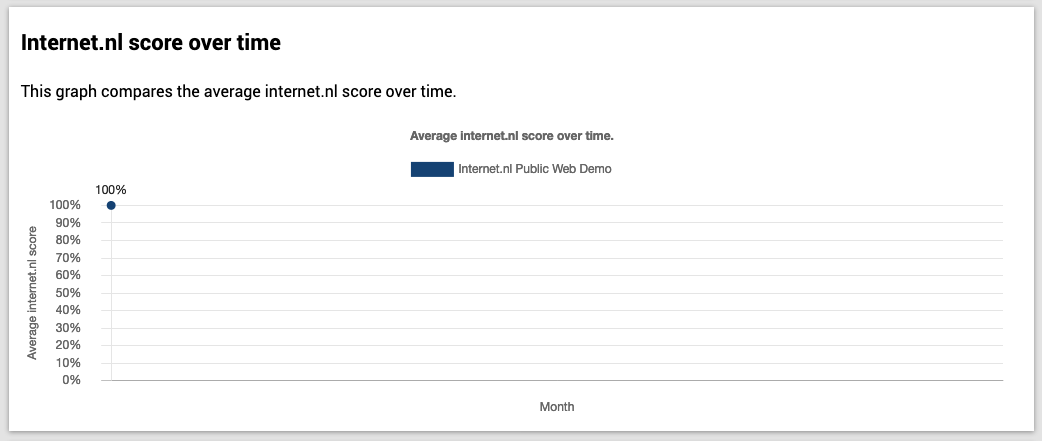 Internet.nl score over time
This graph compares the average internet.nl score over time.
Average internet.nl score over time.
Internet.nl Public Web Demo
100%
Average internet.nl score
100%
90%
80%
70%
60%
50%
40%
30%
20%
10%
0%
Month